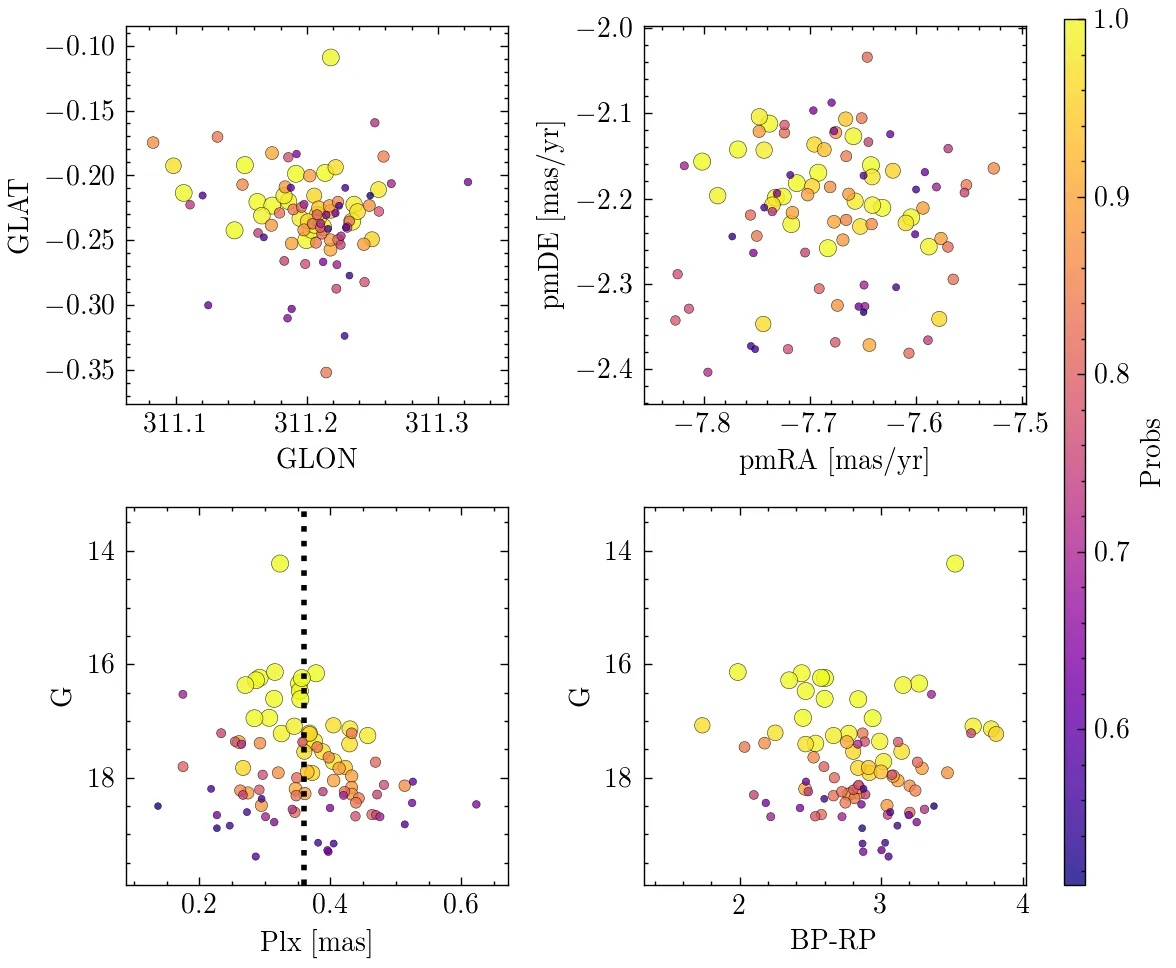 −0.10
−0.15
−0.20
−0.25
−0.30
−0.35
GLAT
311.1 311.2 311.3
GLON
−2.0
−2.1
−2.2
−2.3
−2.4
pmDE [mas/yr]
−7.8 −7.7 −7.6 −7.5
pmRA [mas/yr]
14
16
18
G
0.2 0.4 0.6
Plx [mas]
14
16
18
G
2 3 4
BP-RP
1.0
0.9
0.8
0.7
0.6
Probs